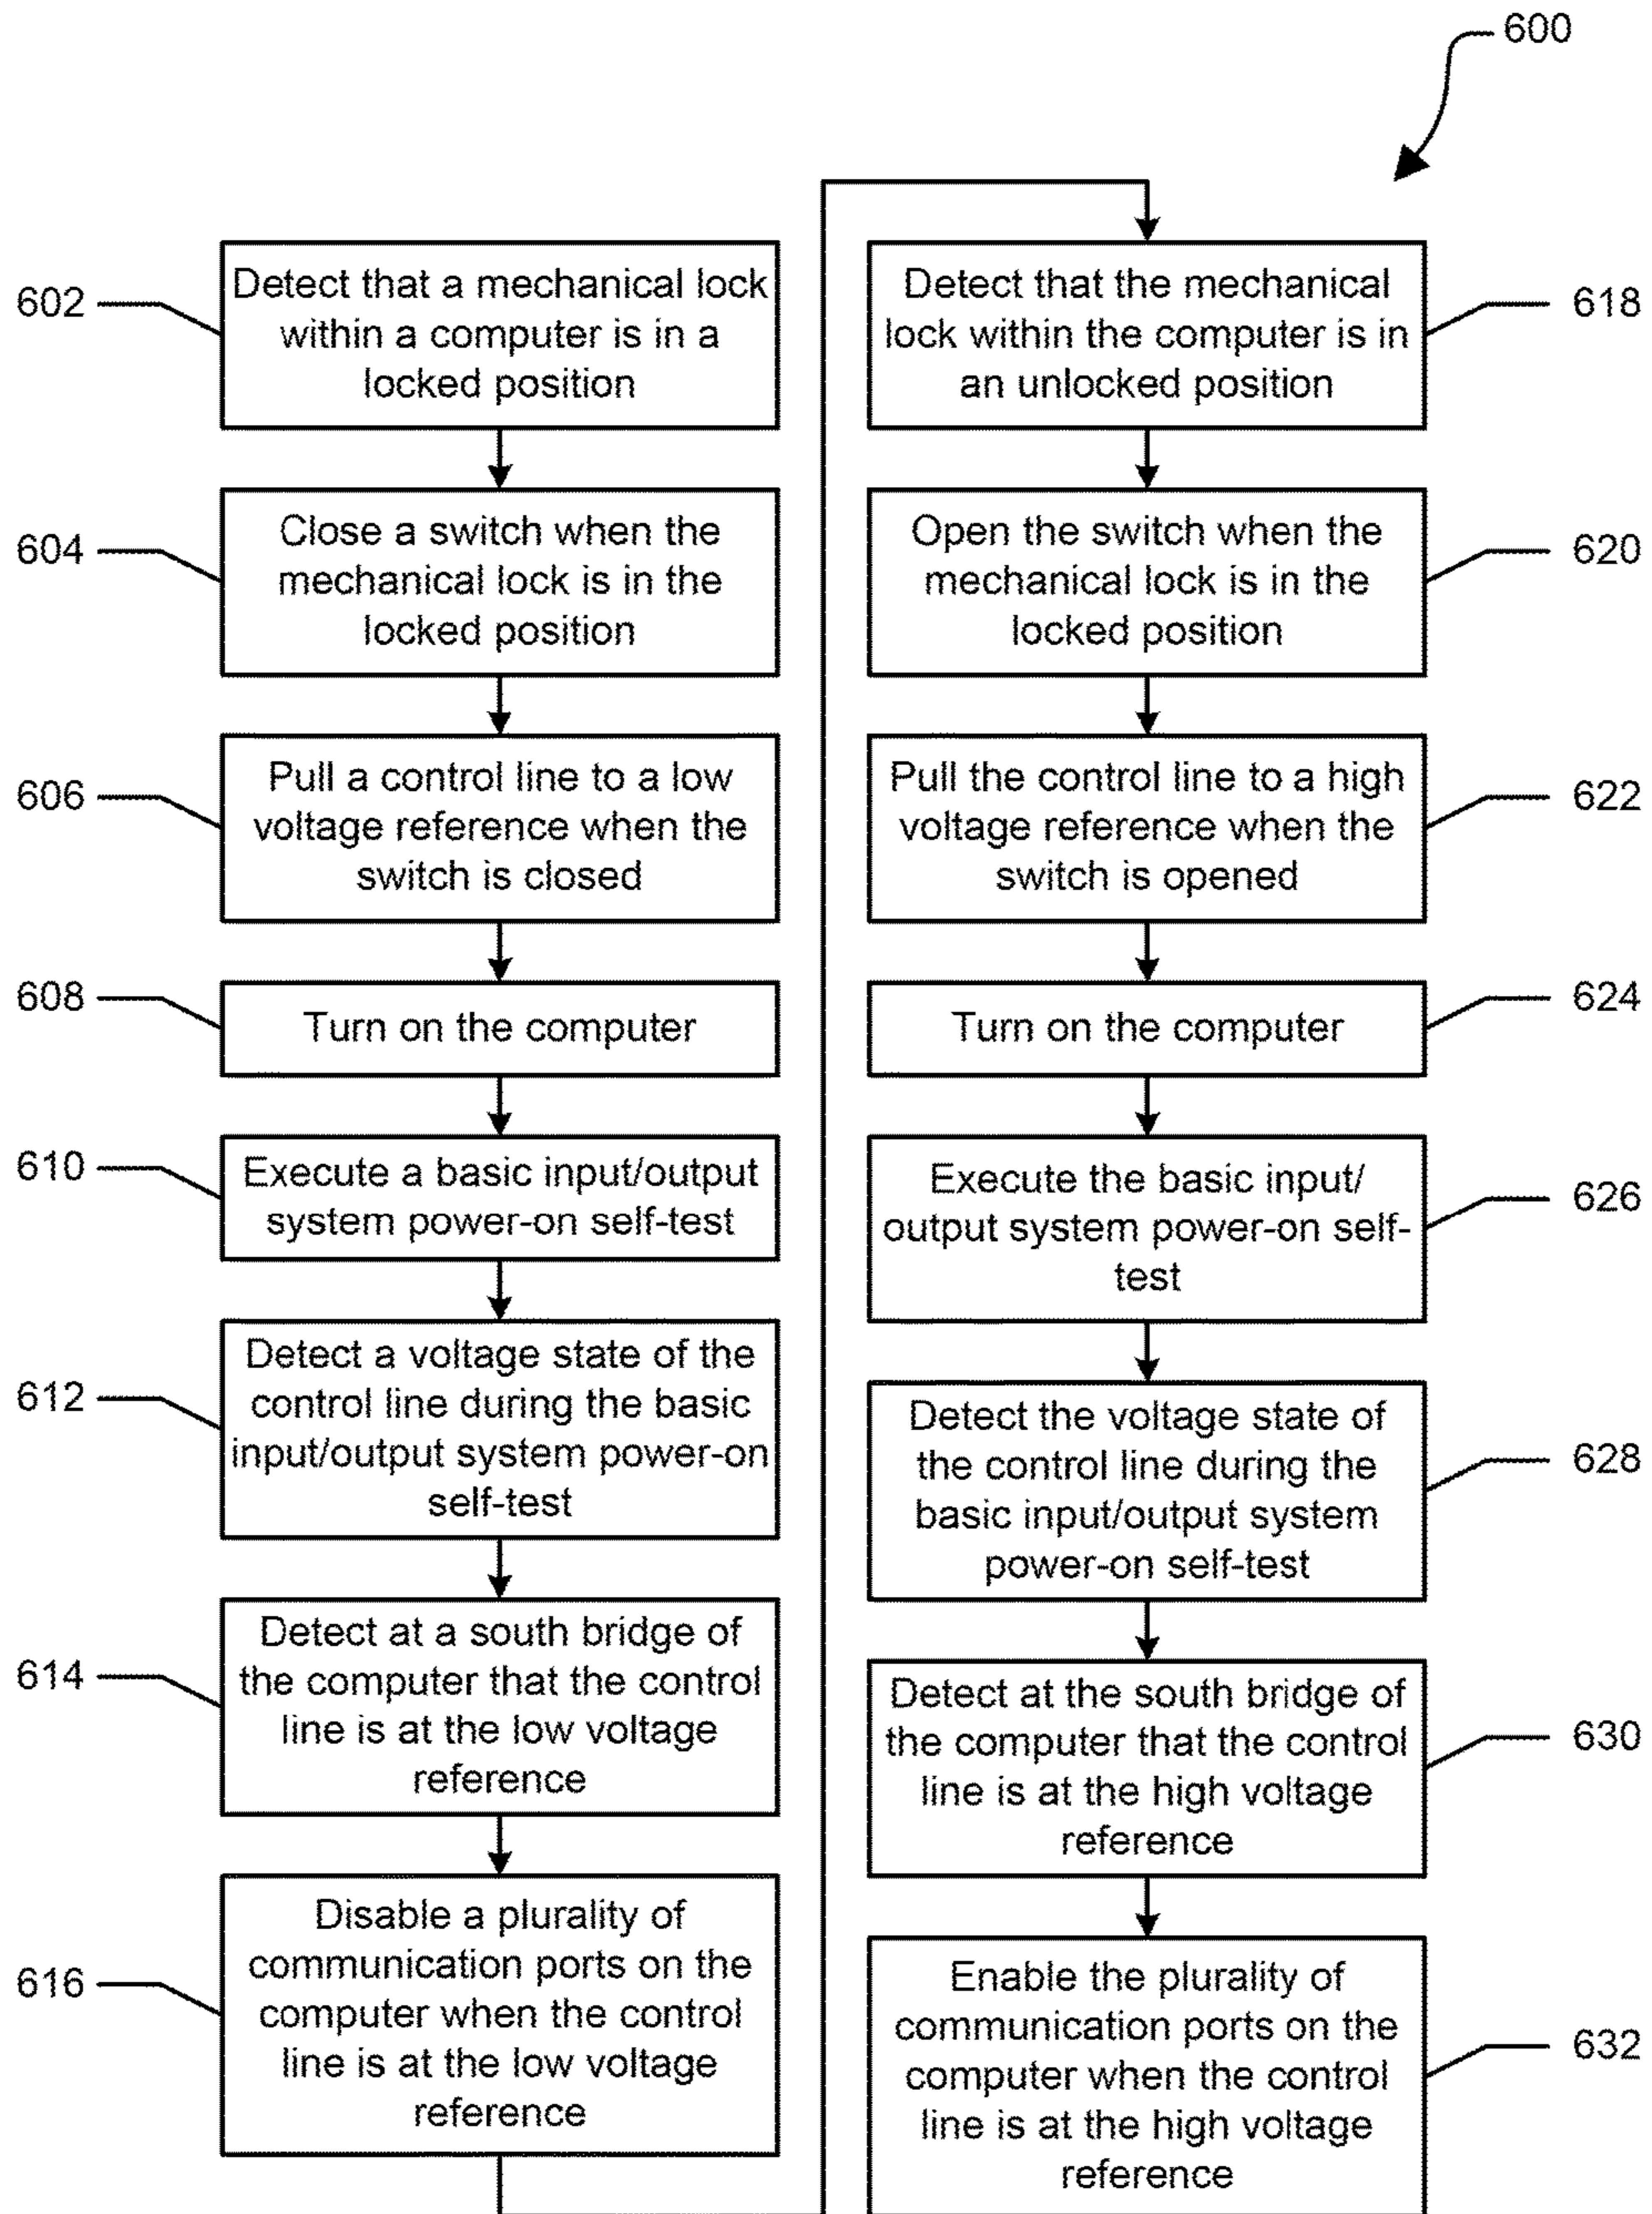 600
602
Detect that a mechanical lock
within a computer is in a
locked position
604
Close a switch when the
mechanical lock is in the
locked position
606
Pull a control line to a low
voltage reference when the
switch is closed
608
Turn on the computer
610
Execute a basic input/output
system power-on self-test
612
Detect a voltage state of the
control line during the basic
input/output system power-on
self-test
614
Detect at a south bridge of
the computer that the control
line is at the low voltage
reference
616
Disable a plurality of
communication ports on the
computer when the control
line is at the low voltage
reference
Detect that the mechanical
lock within the computer is in
an unlocked position
618
Open the switch when the
mechanical lock is in the
locked position
620
Pull the control line to a high
voltage reference when the
switch is opened
622
Turn on the computer
624
Execute the basic input/
output system power-on self-
test
626
Detect the voltage state of
the control line during the
basic input/output system
power-on self-test
628
Detect at the south bridge of
the computer that the control
line is at the high voltage
reference
630
Enable the plurality of
communication ports on the
computer when the control
line is at the high voltage
reference
632